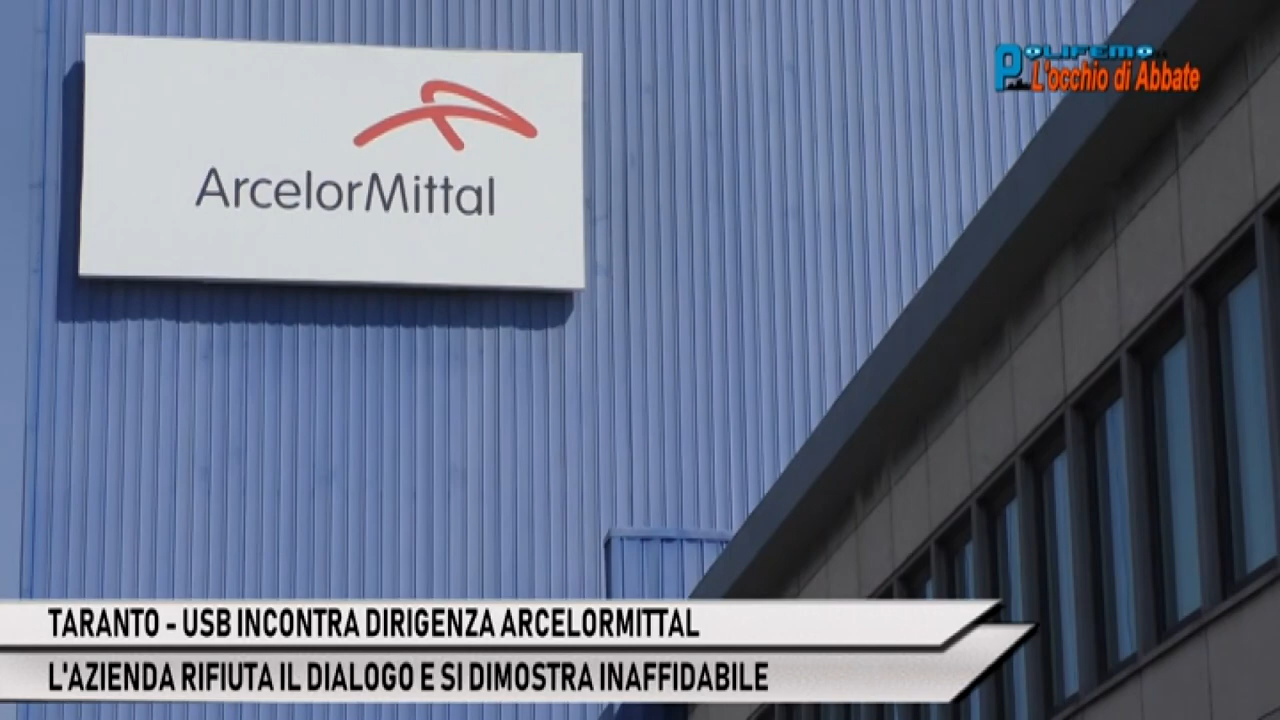 POLIFEMO
L'occhio di Abbate
ArcelorMittal
TARANTO - USB INCONTRA DIRIGENZA ARCELORMITTAL
L'AZIENDA RIFIUTA IL DIALOGO E SI DIMOSTRA INAFFIDABILE